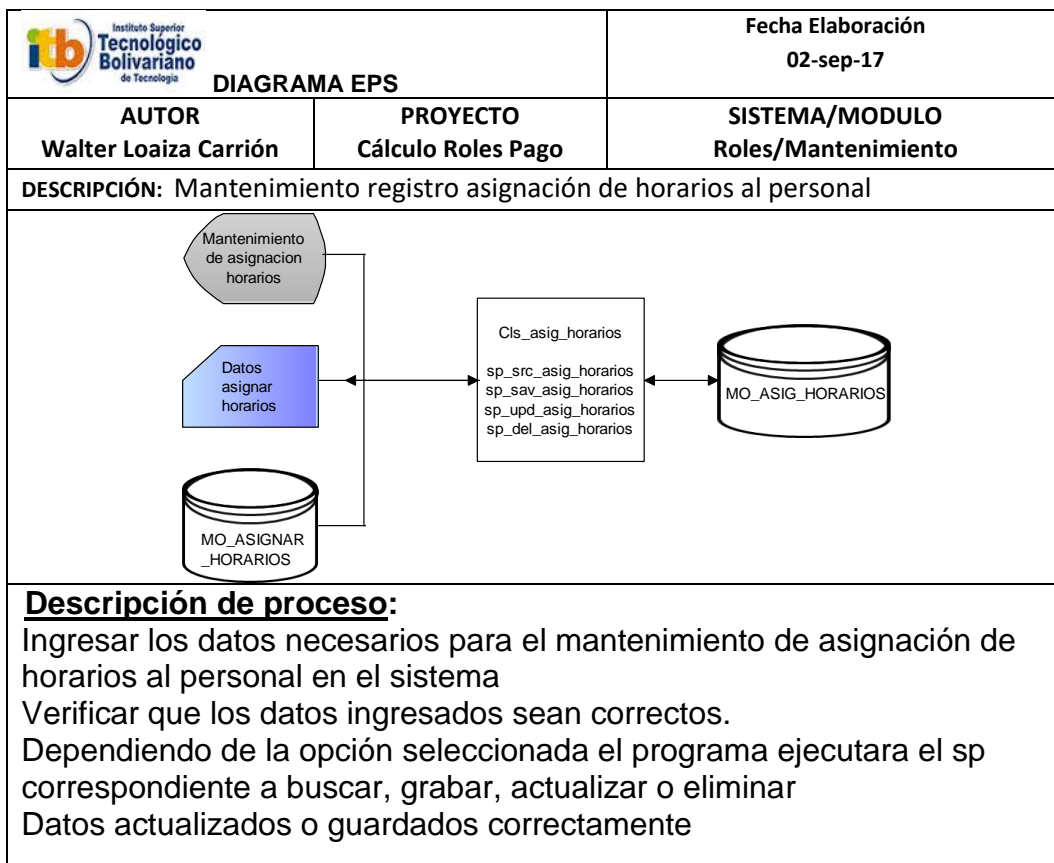 itb
Instituto Superior
Tecnológico
Bolivariano
de Tecnología
DIAGRAMA EPS
Fecha Elaboración
02-sep-17
AUTOR
Walter Loaiza Carrión
PROYECTO
Cálculo Roles Pago
SISTEMA/MODULO
Roles/Mantenimiento
DESCRIPCIÓN: Mantenimiento registro asignación de horarios al personal
Mantenimiento
de asignacion
horarios
Datos
asignar
horarios
MO_ASIGNAR
_HORARIOS
Cls_asig_horarios
sp_src_asig_horarios
sp_sav_asig_horarios
sp_upd_asig_horarios
sp_del_asig_horarios
MO_ASIG_HORARIOS
Descripción de proceso:
Ingresar los datos necesarios para el mantenimiento de asignación de
horarios al personal en el sistema
Verificar que los datos ingresados sean correctos.
Dependiendo de la opción seleccionada el programa ejecutara el sp
correspondiente a buscar, grabar, actualizar o eliminar
Datos actualizados o guardados correctamente